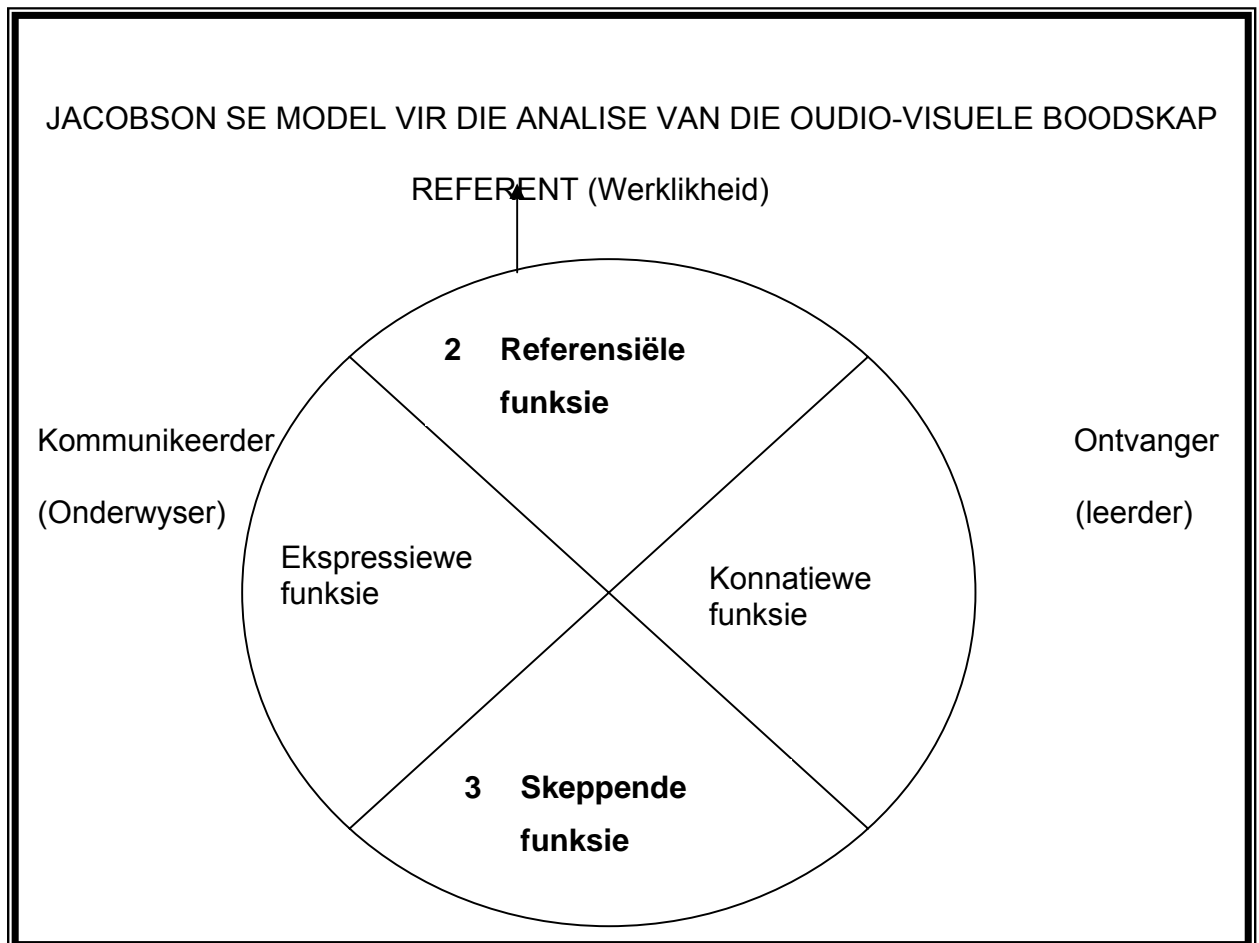 JACOBSON SE MODEL VIR DIE ANALISE VAN DIE OUDIO-VISUELE BOODSKAP
REFERENT (Werklikheid)
2 Referensiële
funksie
Kommunikeerder
(Onderwyser)
Ontvanger
(leerder)
Ekspressiewe
funksie
Konnatiewe
funksie
3 Skeppende
funksie